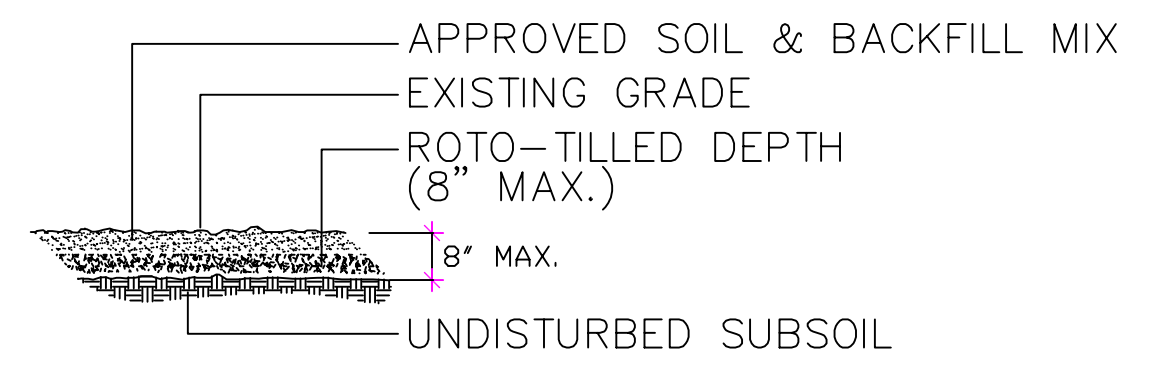 APPROVED SOIL & BACKFILL MIX
EXISTING GRADE
ROTO-TILLED DEPTH
(8” MAX.)
8" MAX.
UNDISTURBED SUBSOIL